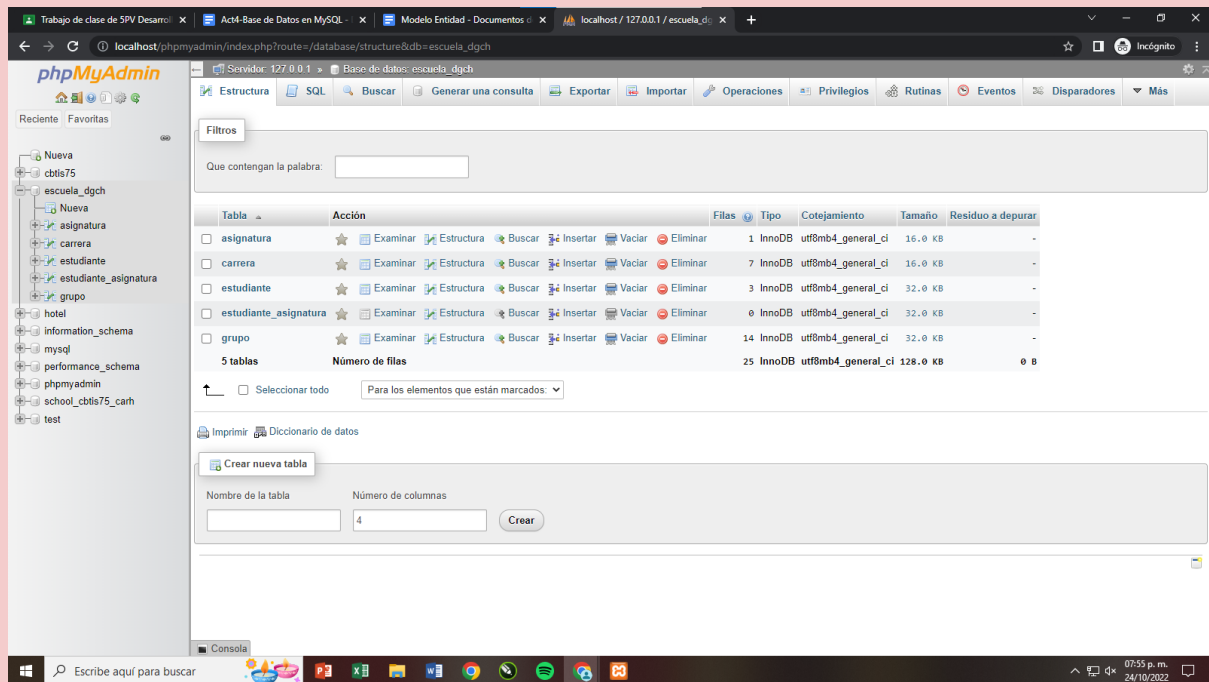 Trabajo de clase de 5PV Desarrol
Act4-Base de Datos en MySQL -
Modelo Entidad - Documentos d
localhost / 127.0.0.1 / escuela_dg
localhost/phpmyadmin/index.php?route=/database/structure&db=escuela_dgch
Incógnito
phpMyAdmin
Reciente Favoritas
Nueva
cbtis75
escuela_dgch
Nueva
asignatura
carrera
estudiante
estudiante_asignatura
grupo
hotel
information_schema
mysql
performance_schema
phpmyadmin
school_cbtis75_carh
test
Servidor: 127.0.0.1 » Base de datos: escuela_dgch
Estructura SQL Buscar Generar una consulta Exportar Importar Operaciones Privilegios Rutinas Eventos Disparadores Más
Filtros
Que contengan la palabra:
Tabla Acción Filas Tipo Cotejamiento Tamaño Residuo a depurar
asignatura Examinar Estructura Buscar Insertar Vaciar Eliminar 1 InnoDB utf8mb4_general_ci 16.0 KB -
carrera Examinar Estructura Buscar Insertar Vaciar Eliminar 7 InnoDB utf8mb4_general_ci 16.0 KB -
estudiante Examinar Estructura Buscar Insertar Vaciar Eliminar 3 InnoDB utf8mb4_general_ci 32.0 KB -
estudiante_asignatura Examinar Estructura Buscar Insertar Vaciar Eliminar 0 InnoDB utf8mb4_general_ci 32.0 KB -
grupo Examinar Estructura Buscar Insertar Vaciar Eliminar 14 InnoDB utf8mb4_general_ci 32.0 KB -
5 tablas Número de filas 25 InnoDB utf8mb4_general_ci 128.0 KB 0 B
Seleccionar todo Para los elementos que están marcados:
Imprimir Diccionario de datos
Crear nueva tabla
Nombre de la tabla Número de columnas
4 Crear
Consola
Escribe aquí para buscar
07:55 p. m.
24/10/2022